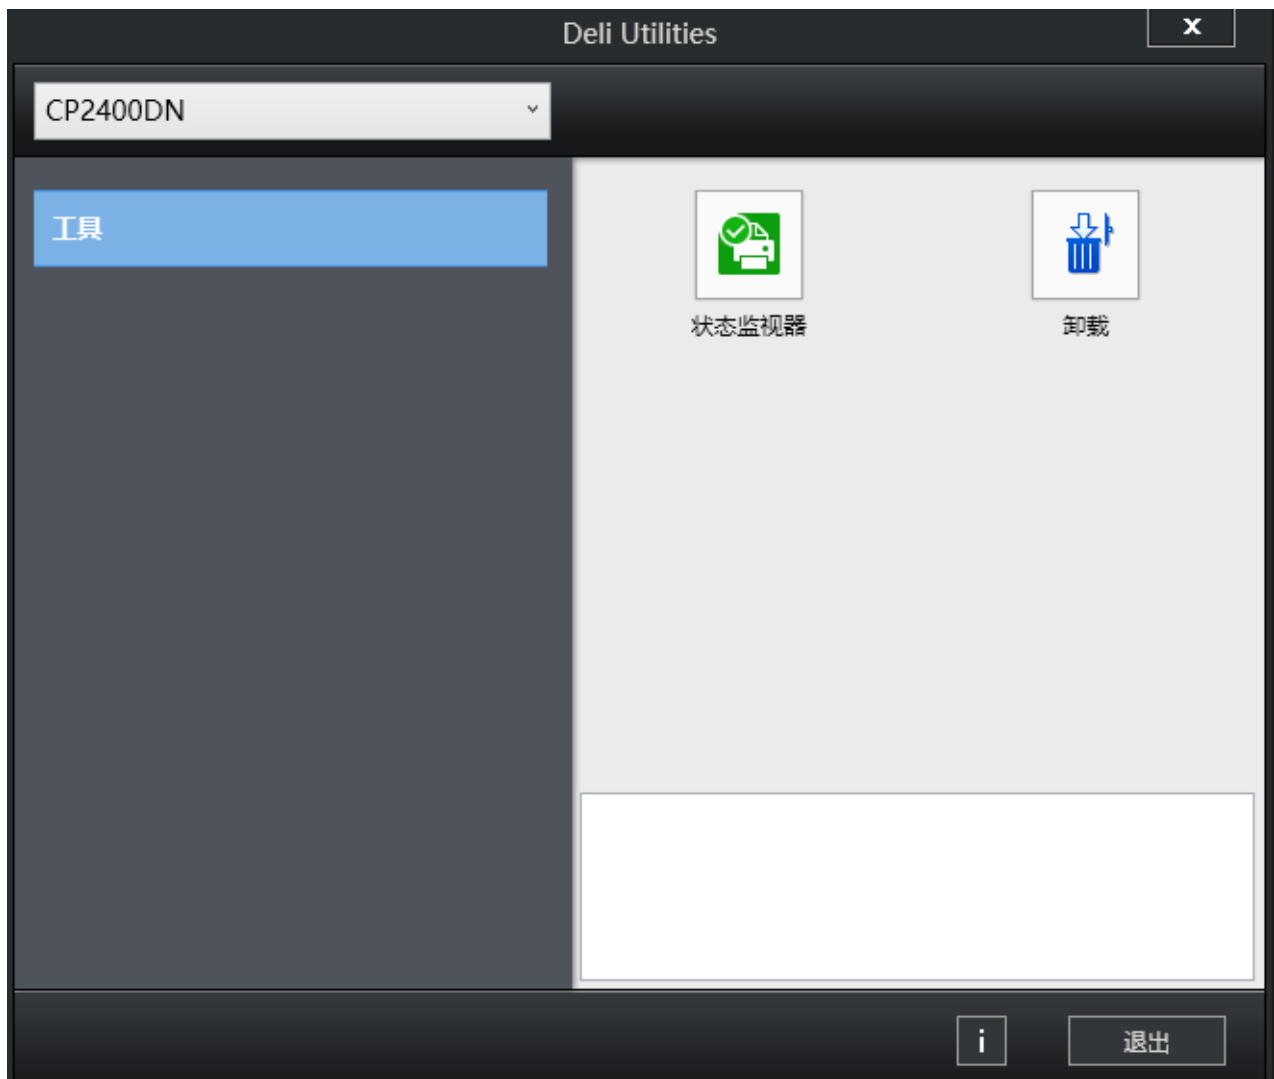 Deli Utilities
x
CP2400DN
工具
状态监视器
卸载
i
退出